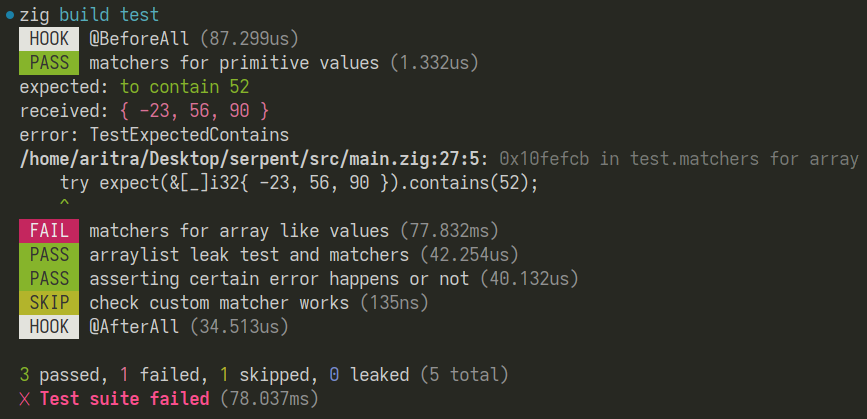 zig build test
HOOK @BeforeAll (87.299us)
PASS matchers for primitive values (1.332us)
expected: to contain 52
received: { -23, 56, 90 }
error: TestExpectedContains
/home/aritra/Desktop/serpent/src/main.zig:27:5: 0x10fefcb in test.matchers for array
try expect(&[_]i32{ -23, 56, 90 }).contains(52);
^
FAIL matchers for array like values (77.832ms)
PASS arraylist leak test and matchers (42.254us)
PASS asserting certain error happens or not (40.132us)
SKIP check custom matcher works (135ns)
HOOK @AfterAll (34.513us)
3 passed, 1 failed, 1 skipped, 0 leaked (5 total)
X Test suite failed (78.037ms)